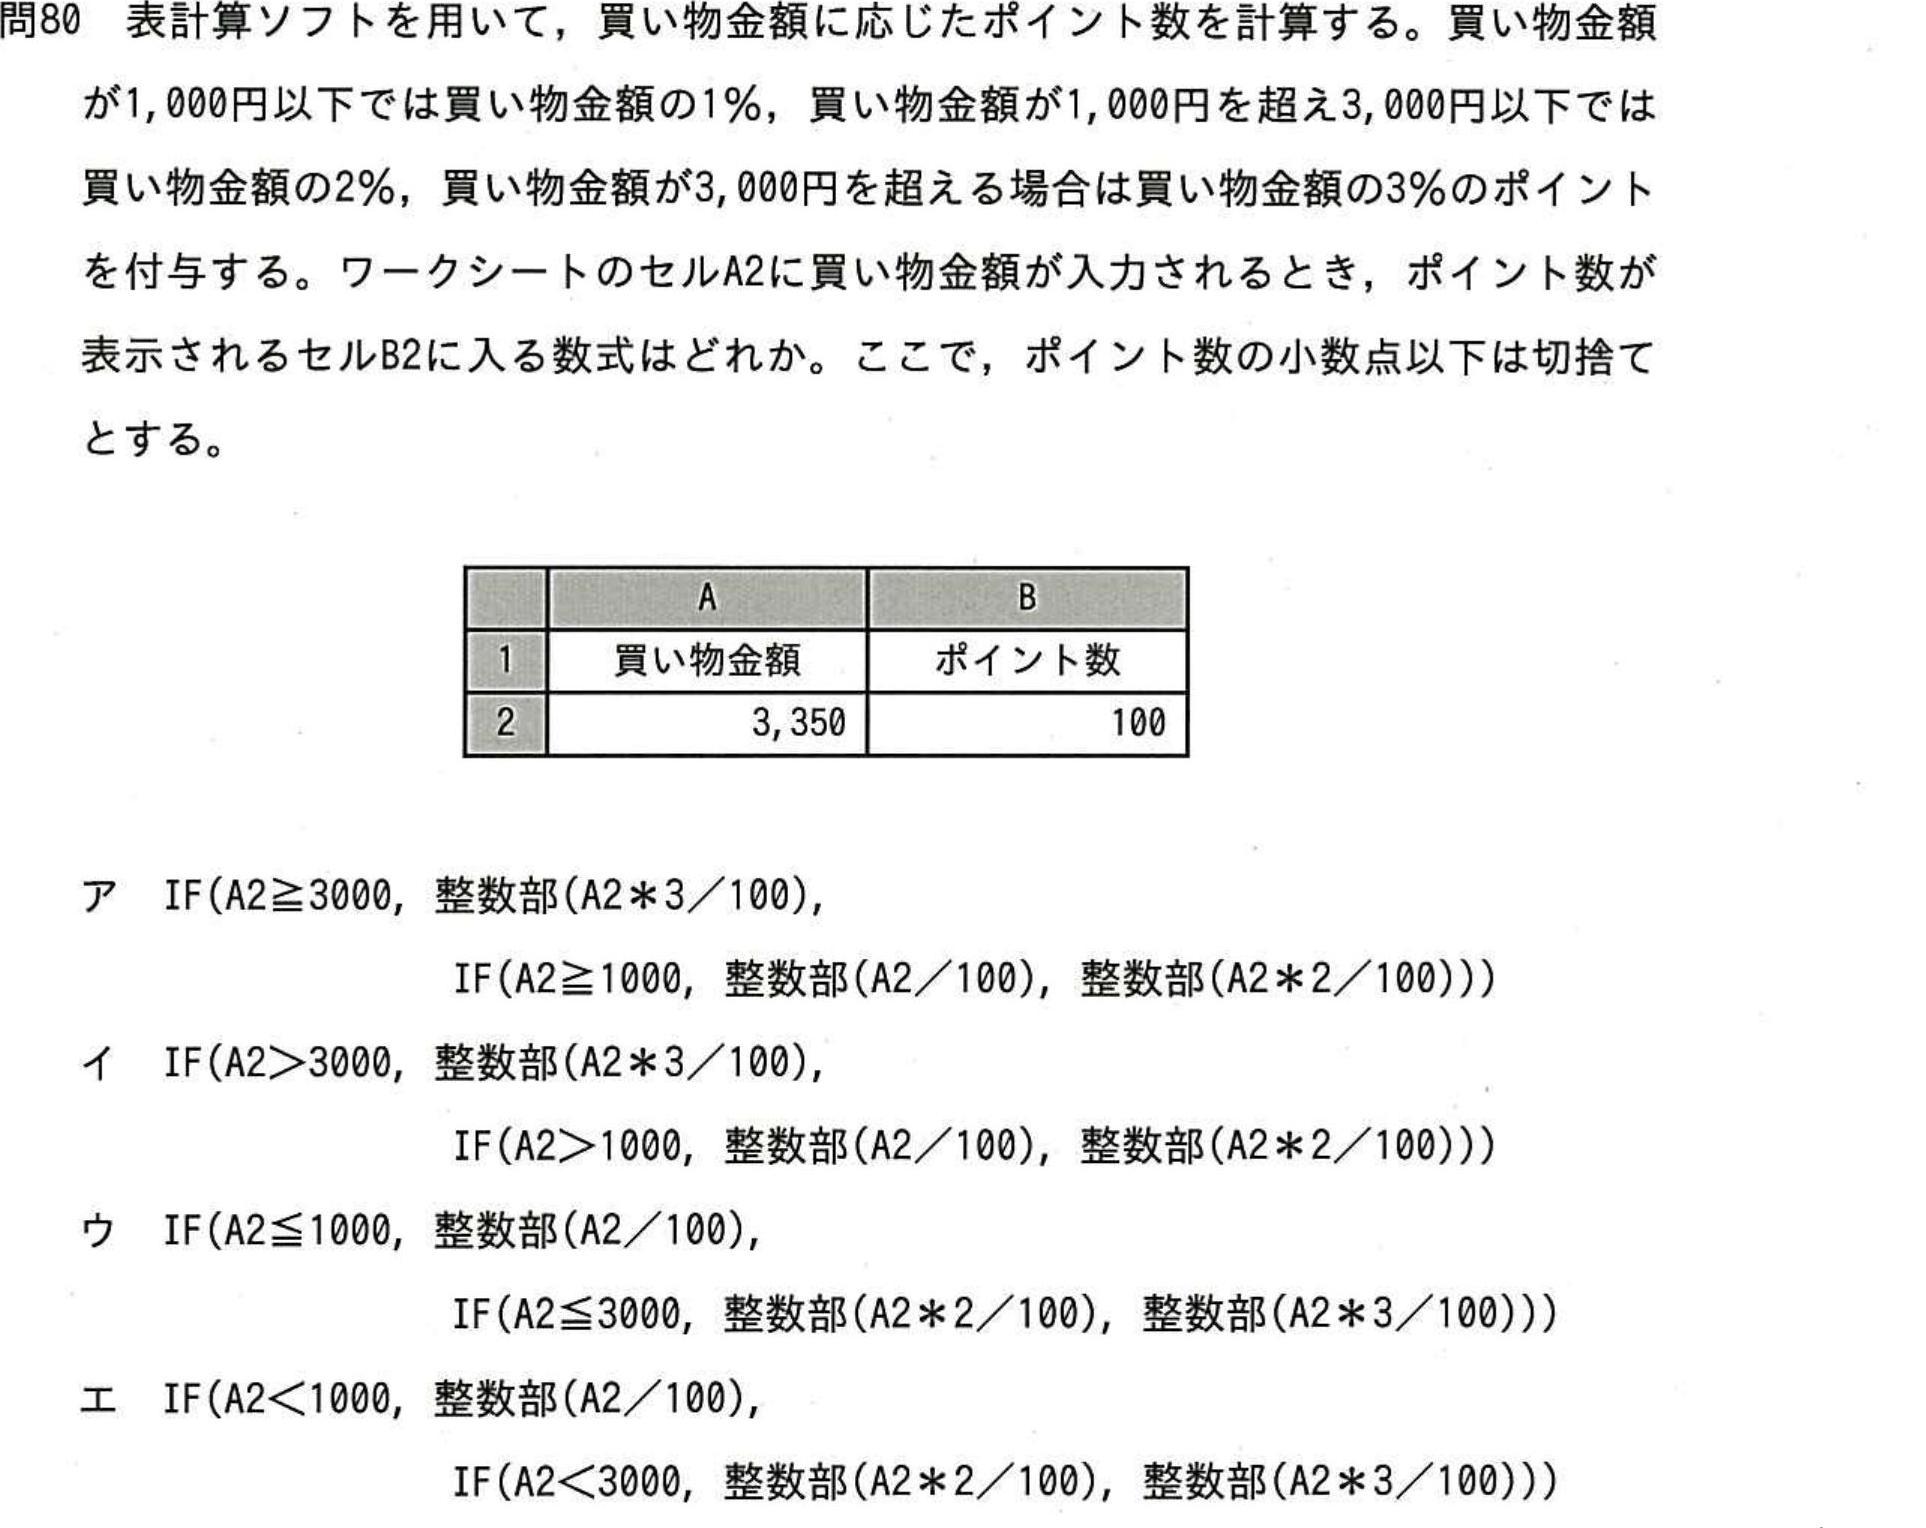 問80 表計算ソフトを用いて，買い物金額に応じたポイント数を計算する。買い物金額
が1,000円以下では買い物金額の1％，買い物金額が1,000円を超え3,000円以下では
買い物金額の2％，買い物金額が3,000円を超える場合は買い物金額の3％のポイント
を付与する。ワークシートのセルA2に買い物金額が入力されるとき，ポイント数が
表示されるセルB2に入る数式はどれか。ここで，ポイント数の小数点以下は切捨て
とする。
A B
1 買い物金額 ポイント数
2 3,350 100
ア IF(A2≧3000, 整数部(A2＊3／100),
IF(A2≧1000, 整数部(A2／100), 整数部(A2＊2／100)))
イ IF(A2＞3000, 整数部(A2＊3／100),
IF(A2＞1000, 整数部(A2／100), 整数部(A2＊2／100)))
ウ IF(A2≦1000, 整数部(A2／100),
IF(A2≦3000, 整数部(A2＊2／100), 整数部(A2＊3／100)))
エ IF(A2＜1000, 整数部(A2／100),
IF(A2＜3000, 整数部(A2＊2／100), 整数部(A2＊3／100)))